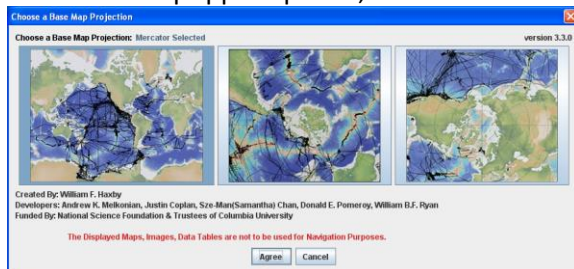 Choose a Base Map Projection
Choose a Base Map Projection: Mercator Selected version 3.3.0
Created By: William F. Haxby
Developers: Andrew K. Melkonian, Justin Coplan, Sze-Man(Samantha) Chan, Donald E. Pomeroy, William B.F. Ryan
Funded By: National Science Foundation & Trustees of Columbia University
The Displayed Maps, Images, Data Tables are not to be used for Navigation Purposes.
Agree Cancel